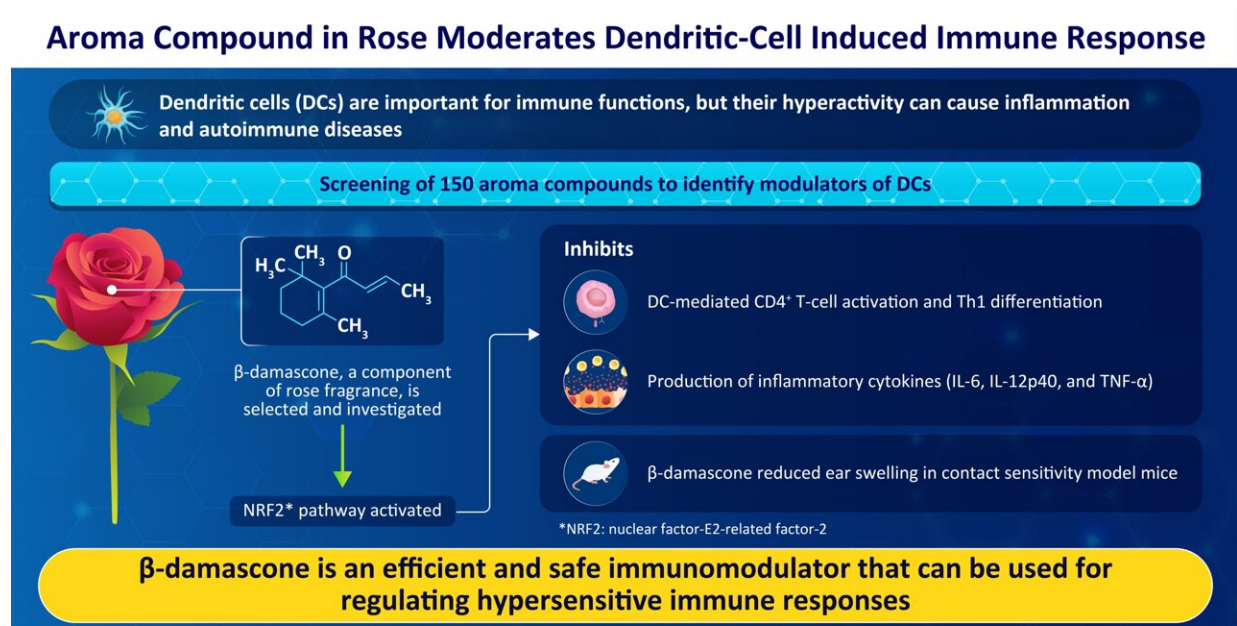 Aroma Compound in Rose Moderates Dendritic-Cell Induced Immune Response
Dendritic cells (DCs) are important for immune functions, but their hyperactivity can cause inflammation
and autoimmune diseases
Screening of 150 aroma compounds to identify modulators of DCs
H₃C CH₃ O
CH₃
CH₃
β-damascone, a component
of rose fragrance, is
selected and investigated
NRF2* pathway activated
Inhibits
DC-mediated CD4⁺ T-cell activation and Th1 differentiation
Production of inflammatory cytokines (IL-6, IL-12p40, and TNF-α)
β-damascone reduced ear swelling in contact sensitivity model mice
*NRF2: nuclear factor-E2-related factor-2
β-damascone is an efficient and safe immunomodulator that can be used for
regulating hypersensitive immune responses